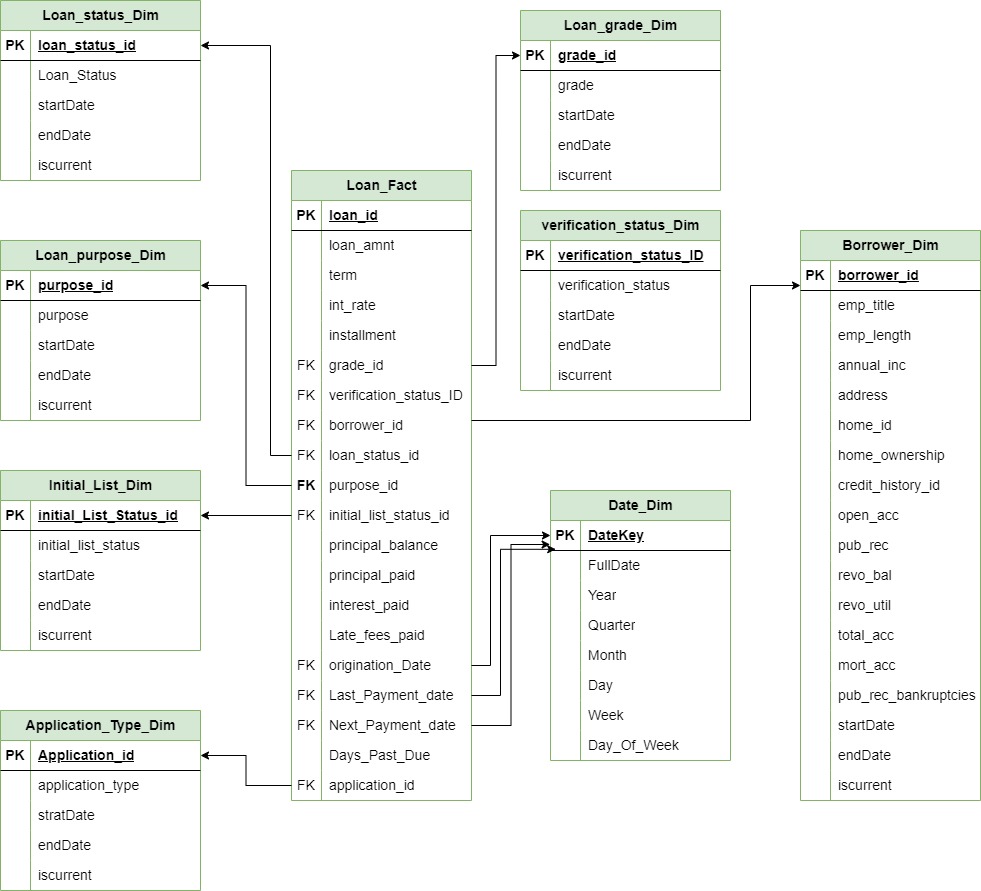 Loan_status_Dim
PK loan_status_id
Loan_Status
startDate
endDate
iscurrent
Loan_purpose_Dim
PK purpose_id
purpose
startDate
endDate
iscurrent
Initial_List_Dim
PK initial_List_Status_id
initial_list_status
startDate
endDate
iscurrent
Application_Type_Dim
PK Application_id
application_type
stratDate
endDate
iscurrent
Loan_Fact
PK loan_id
loan_amnt
term
int_rate
installment
FK grade_id
FK verification_status_ID
FK borrower_id
FK loan_status_id
FK purpose_id
FK initial_list_status_id
principal_balance
principal_paid
interest_paid
Late_fees_paid
FK origination_Date
FK Last_Payment_date
FK Next_Payment_date
Days_Past_Due
FK application_id
Loan_grade_Dim
PK grade_id
grade
startDate
endDate
iscurrent
verification_status_Dim
PK verification_status_ID
verification_status
startDate
endDate
iscurrent
Date_Dim
PK DateKey
FullDate
Year
Quarter
Month
Day
Week
Day_Of_Week
Borrower_Dim
PK borrower_id
emp_title
emp_length
annual_inc
address
home_id
home_ownership
credit_history_id
open_acc
pub_rec
revo_bal
revo_util
total_acc
mort_acc
pub_rec_bankruptcies
startDate
endDate
iscurrent